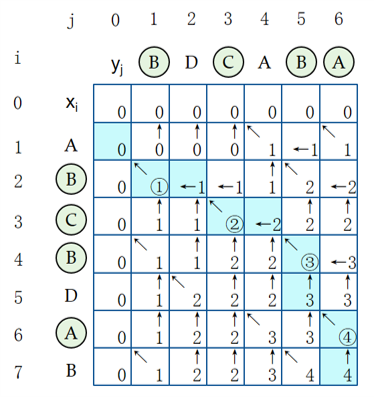 j 0 1 2 3 4 5 6
i yj B D C A B A
0 xi 0 0 0 0 0 0 0
1 A 0 ↑0 ↑0 ↑0 ↖1 ←1 ↖1
2 B 0 ↖① ←1 ←1 ↑1 ↖2 ←2
3 C 0 ↑1 ↑1 ↖② ←2 ↑2 ↑2
4 B 0 ↖1 ↑1 ↑2 ↑2 ↖③ ←3
5 D 0 ↑1 ↖2 ↑2 ↑2 ↑3 ↑3
6 A 0 ↑1 ↑2 ↑2 ↖3 ↑3 ↖④
7 B 0 ↖1 ↑2 ↑2 ↑3 ↖4 ↑4